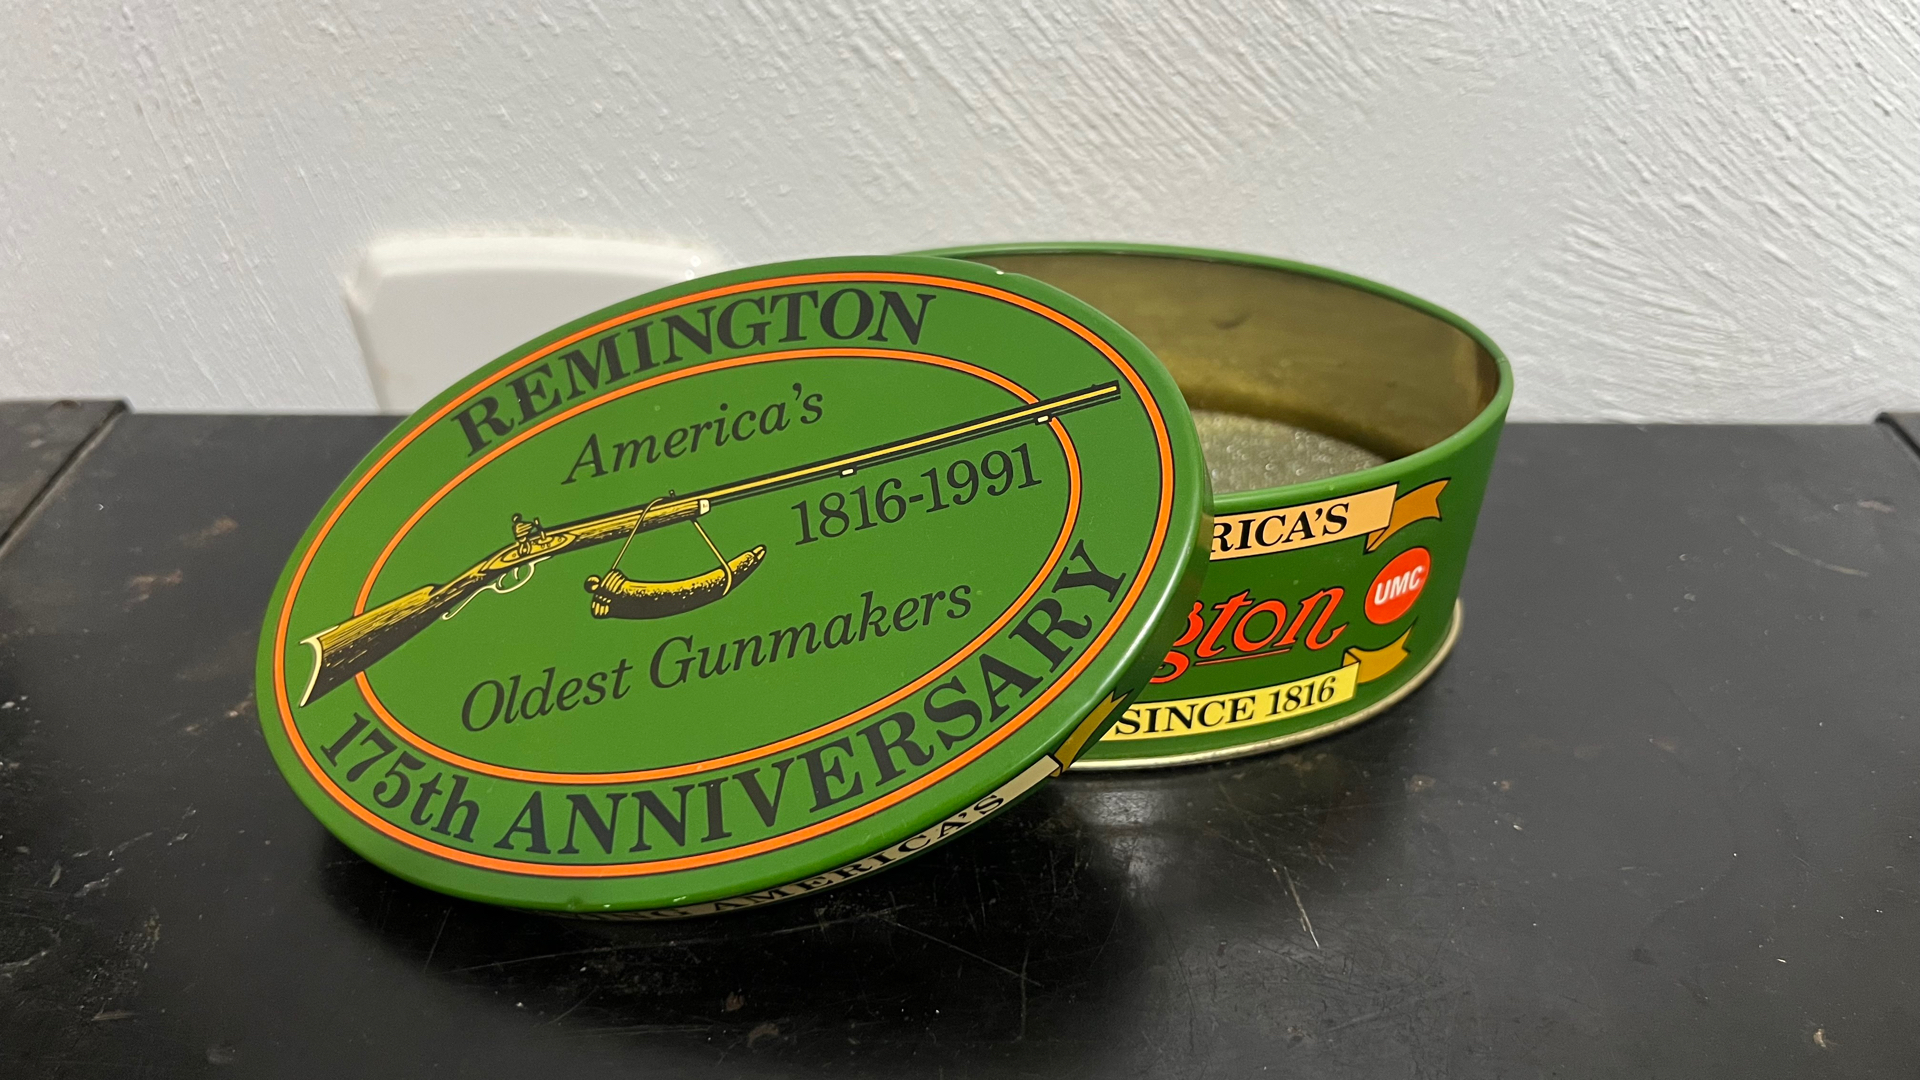 REMINGTON
America's
1816-1991
Oldest Gunmakers
175th ANNIVERSARY
AMERICA'S
RICA'S
gton
UMC
SINCE 1816